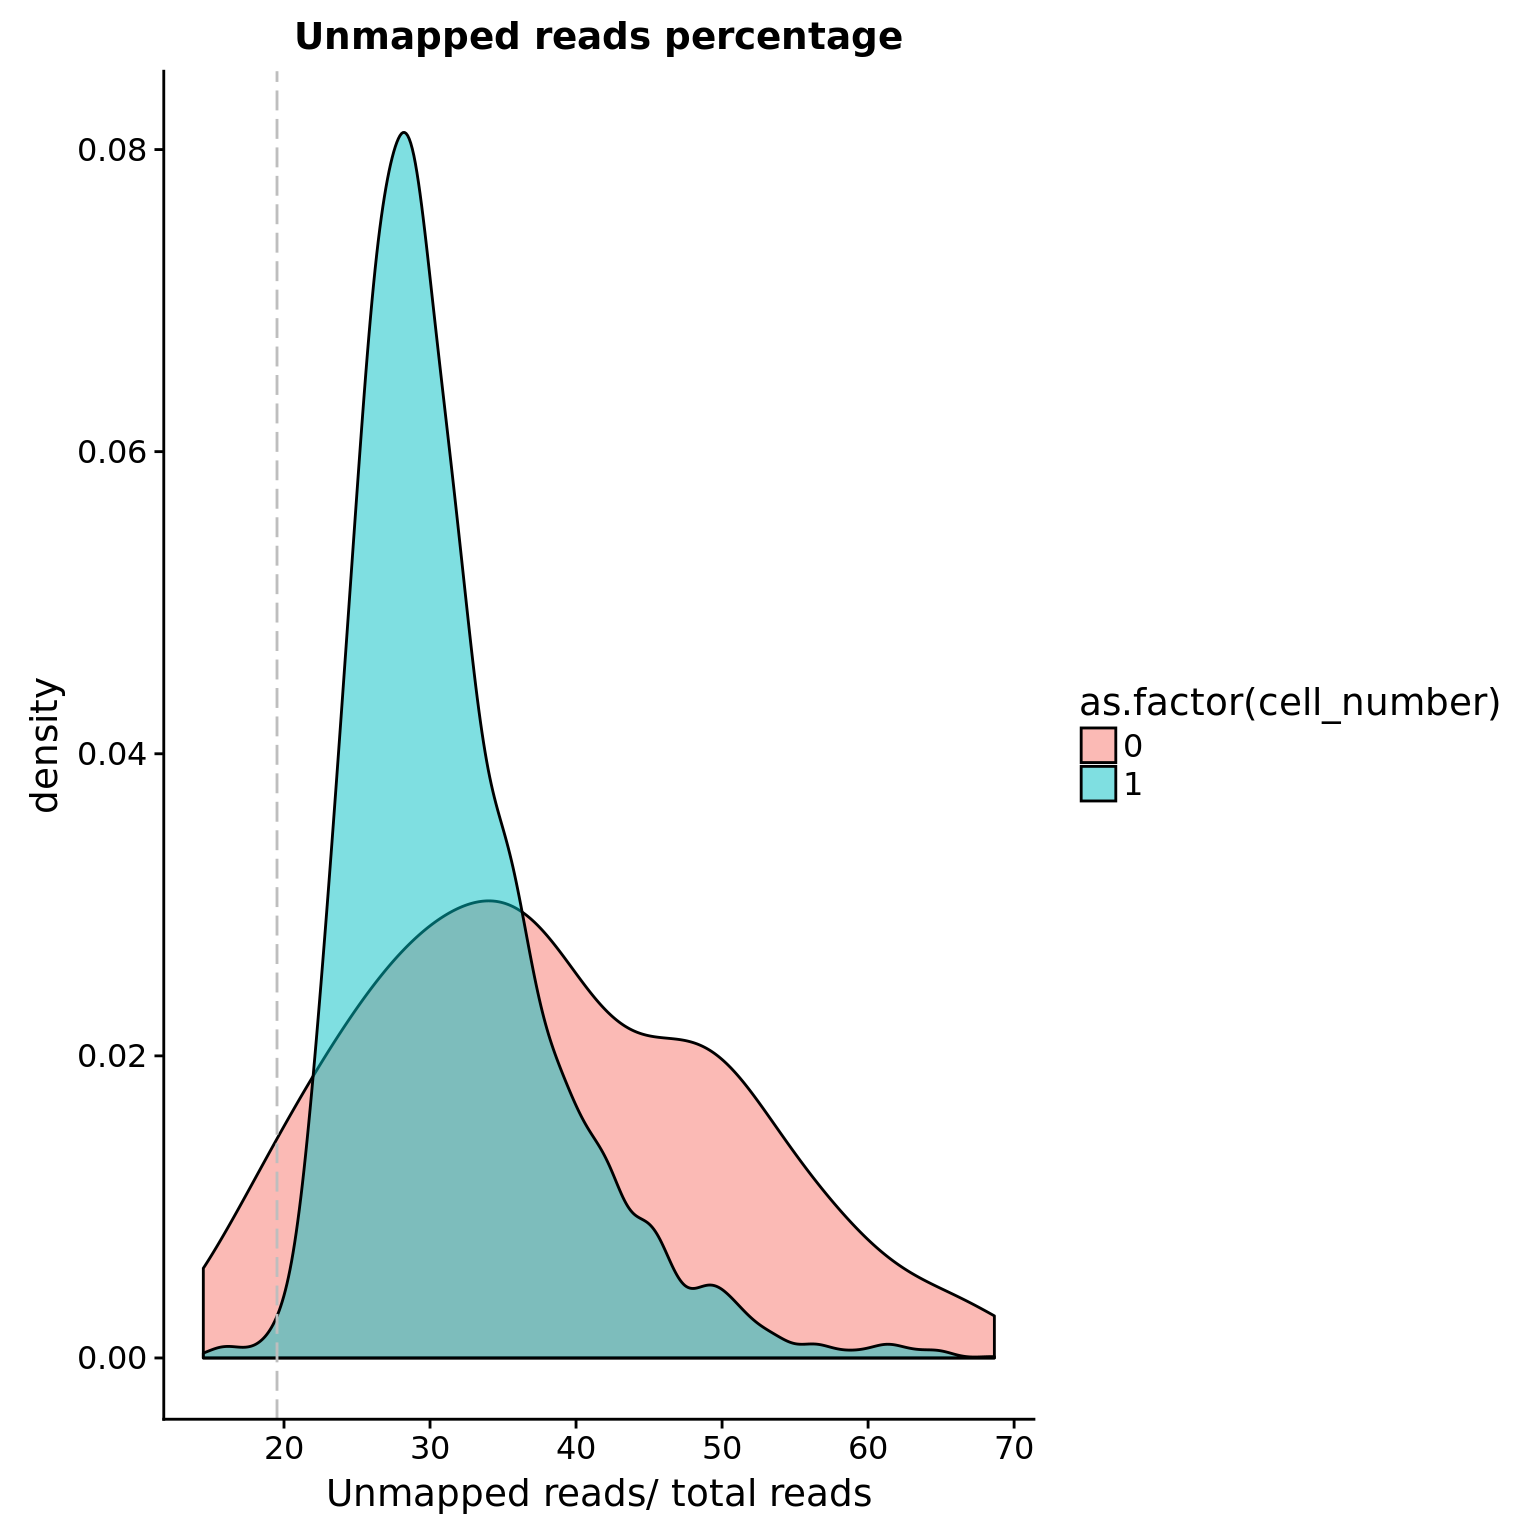 Unmapped reads percentage
0.08
0.06
0.04
0.02
0.00
density
20 30 40 50 60 70
Unmapped reads/ total reads
as.factor(cell_number)
0
1